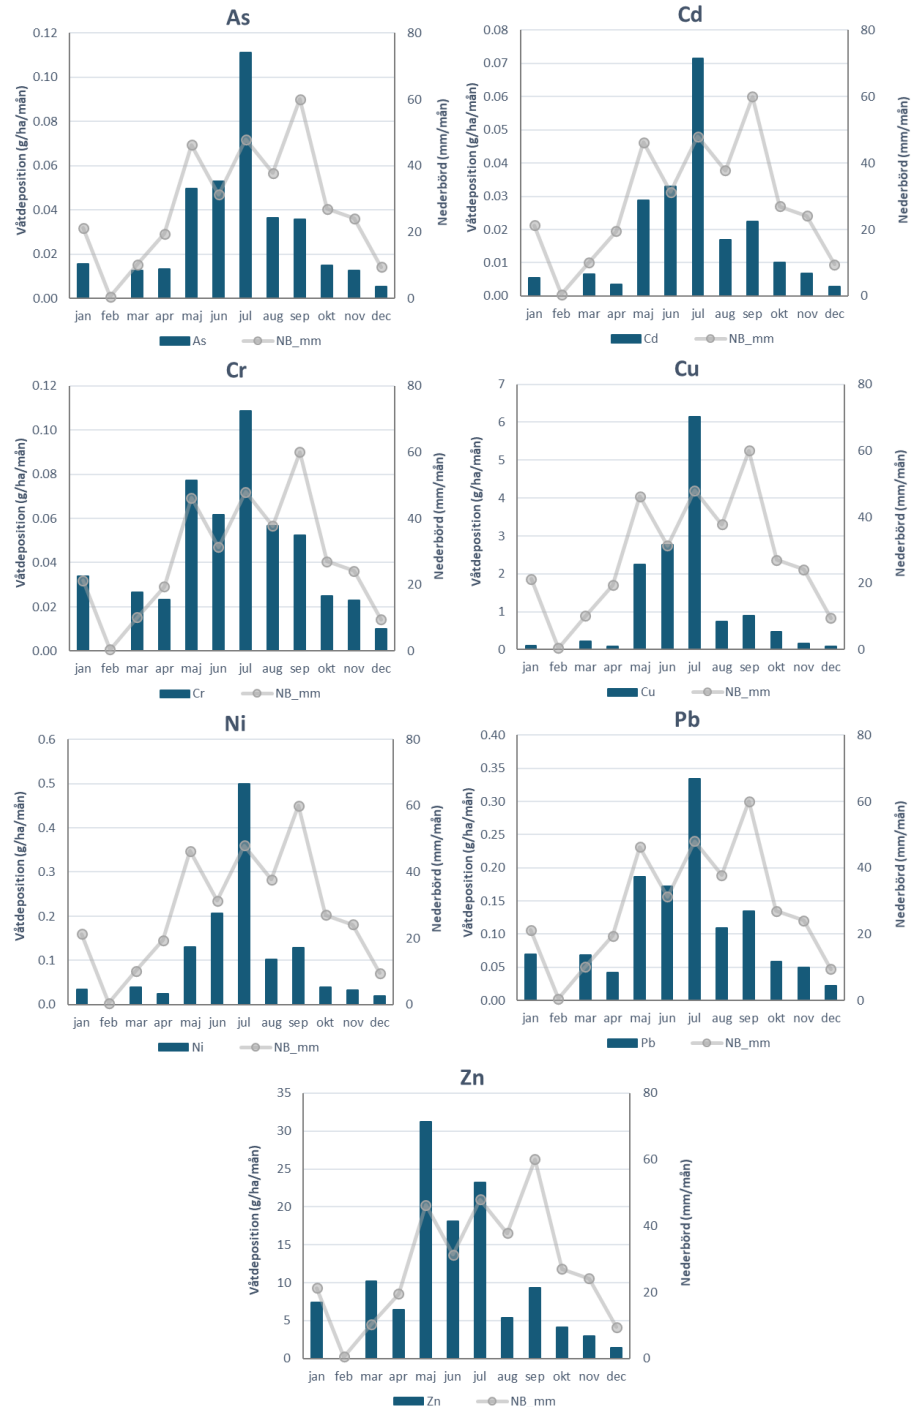 As
Våtdeposition (g/ha/mån)
0.12
0.10
0.08
0.06
0.04
0.02
0.00
80
60
40
20
0
Nederbörd (mm/mån)
jan feb mar apr maj jun jul aug sep okt nov dec
As NB_mm
Cd
Våtdeposition (g/ha/mån)
0.08
0.07
0.06
0.05
0.04
0.03
0.02
0.01
0.00
80
60
40
20
0
Nederbörd (mm/mån)
jan feb mar apr maj jun jul aug sep okt nov dec
Cd NB_mm
Cr
Våtdeposition (g/ha/mån)
0.12
0.10
0.08
0.06
0.04
0.02
0.00
80
60
40
20
0
Nederbörd (mm/mån)
jan feb mar apr maj jun jul aug sep okt nov dec
Cr NB_mm
Cu
Våtdeposition (g/ha/mån)
7
6
5
4
3
2
1
0
80
60
40
20
0
Nederbörd (mm/mån)
jan feb mar apr maj jun jul aug sep okt nov dec
Cu NB_mm
Ni
Våtdeposition (g/ha/mån)
0.6
0.5
0.4
0.3
0.2
0.1
0.0
80
60
40
20
0
Nederbörd (mm/mån)
jan feb mar apr maj jun jul aug sep okt nov dec
Ni NB_mm
Pb
Våtdeposition (g/ha/mån)
0.40
0.35
0.30
0.25
0.20
0.15
0.10
0.05
0.00
80
60
40
20
0
Nederbörd (mm/mån)
jan feb mar apr maj jun jul aug sep okt nov dec
Pb NB_mm
Zn
Våtdeposition (g/ha/mån)
35
30
25
20
15
10
5
0
80
60
40
20
0
Nederbörd (mm/mån)
jan feb mar apr maj jun jul aug sep okt nov dec
Zn NB mm